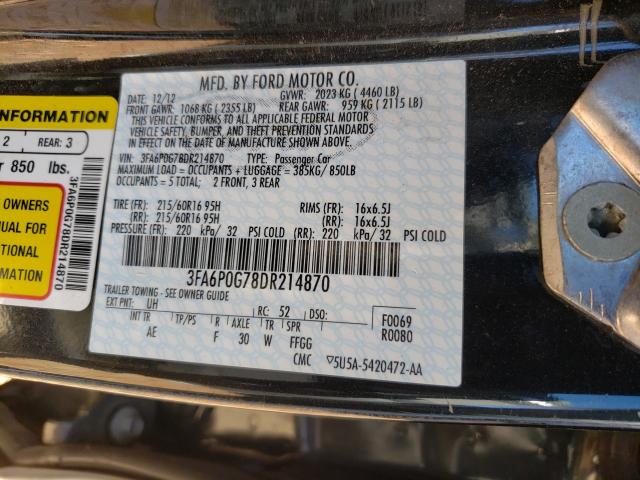 MFD. BY FORD MOTOR CO.
DATE: 12/12 GVWR: 2023 KG ( 4460 LB)
FRONT GAWR: 1068 KG ( 2355 LB) REAR GAWR: 959 KG ( 2115 LB)
THIS VEHICLE CONFORMS TO ALL APPLICABLE FEDERAL MOTOR
VEHICLE SAFETY, BUMPER, AND THEFT PREVENTION STANDARDS
IN EFFECT ON THE DATE OF MANUFACTURE SHOWN ABOVE.
VIN: 3FA6P0G78DR214870 TYPE: Passenger Car
MAXIMUM LOAD = OCCUPANTS + LUGGAGE = 385KG / 850LB
OCCUPANTS = 5 TOTAL: 2 FRONT, 3 REAR
TIRE (FR): 215/60R16 95H RIMS (FR): 16x6.5J
(RR): 215/60R16 95H (RR): 16x6.5J
PRESSURE (FR): 220 kPa/ 32 PSI COLD (RR): 220 kPa/ 32 PSI COLD
3FA6P0G78DR214870
TRAILER TOWING - SEE OWNER GUIDE
EXT PNT: UH RC: 52 DSO:
INT TR TP/PS R AXLE TR SPR
AE F 30 W FFGG
F0069
R0080
CMC ▽5U5A-5420472-AA
INFORMATION
2 REAR: 3
850 lbs.
OWNERS
MANUAL FOR
INFORMATION
3FA6P0G78DR214870